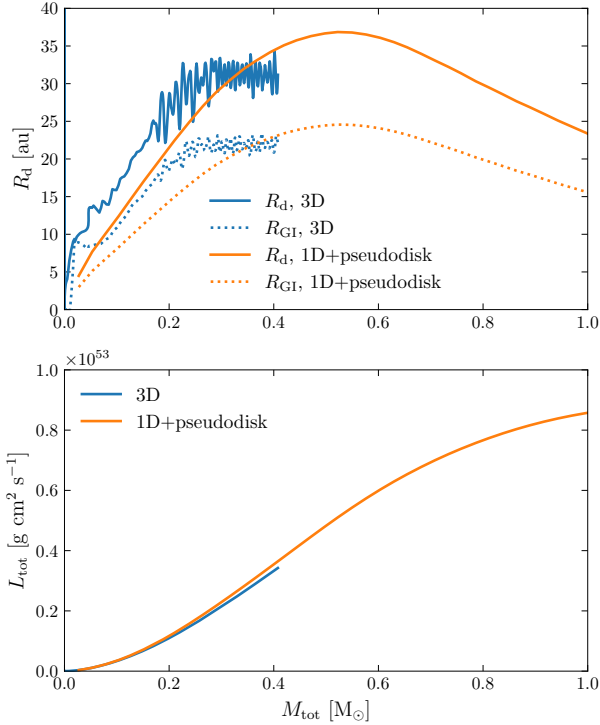 40
35
30
25
20
15
10
5
0
R_d [au]
R_d, 3D
R_GI, 3D
R_d, 1D+pseudodisk
R_GI, 1D+pseudodisk
0.0 0.2 0.4 0.6 0.8 1.0
×10^53
1.0
0.8
0.6
0.4
0.2
0.0
L_tot [g cm² s⁻¹]
3D
1D+pseudodisk
0.0 0.2 0.4 0.6 0.8 1.0
M_tot [M_⊙]